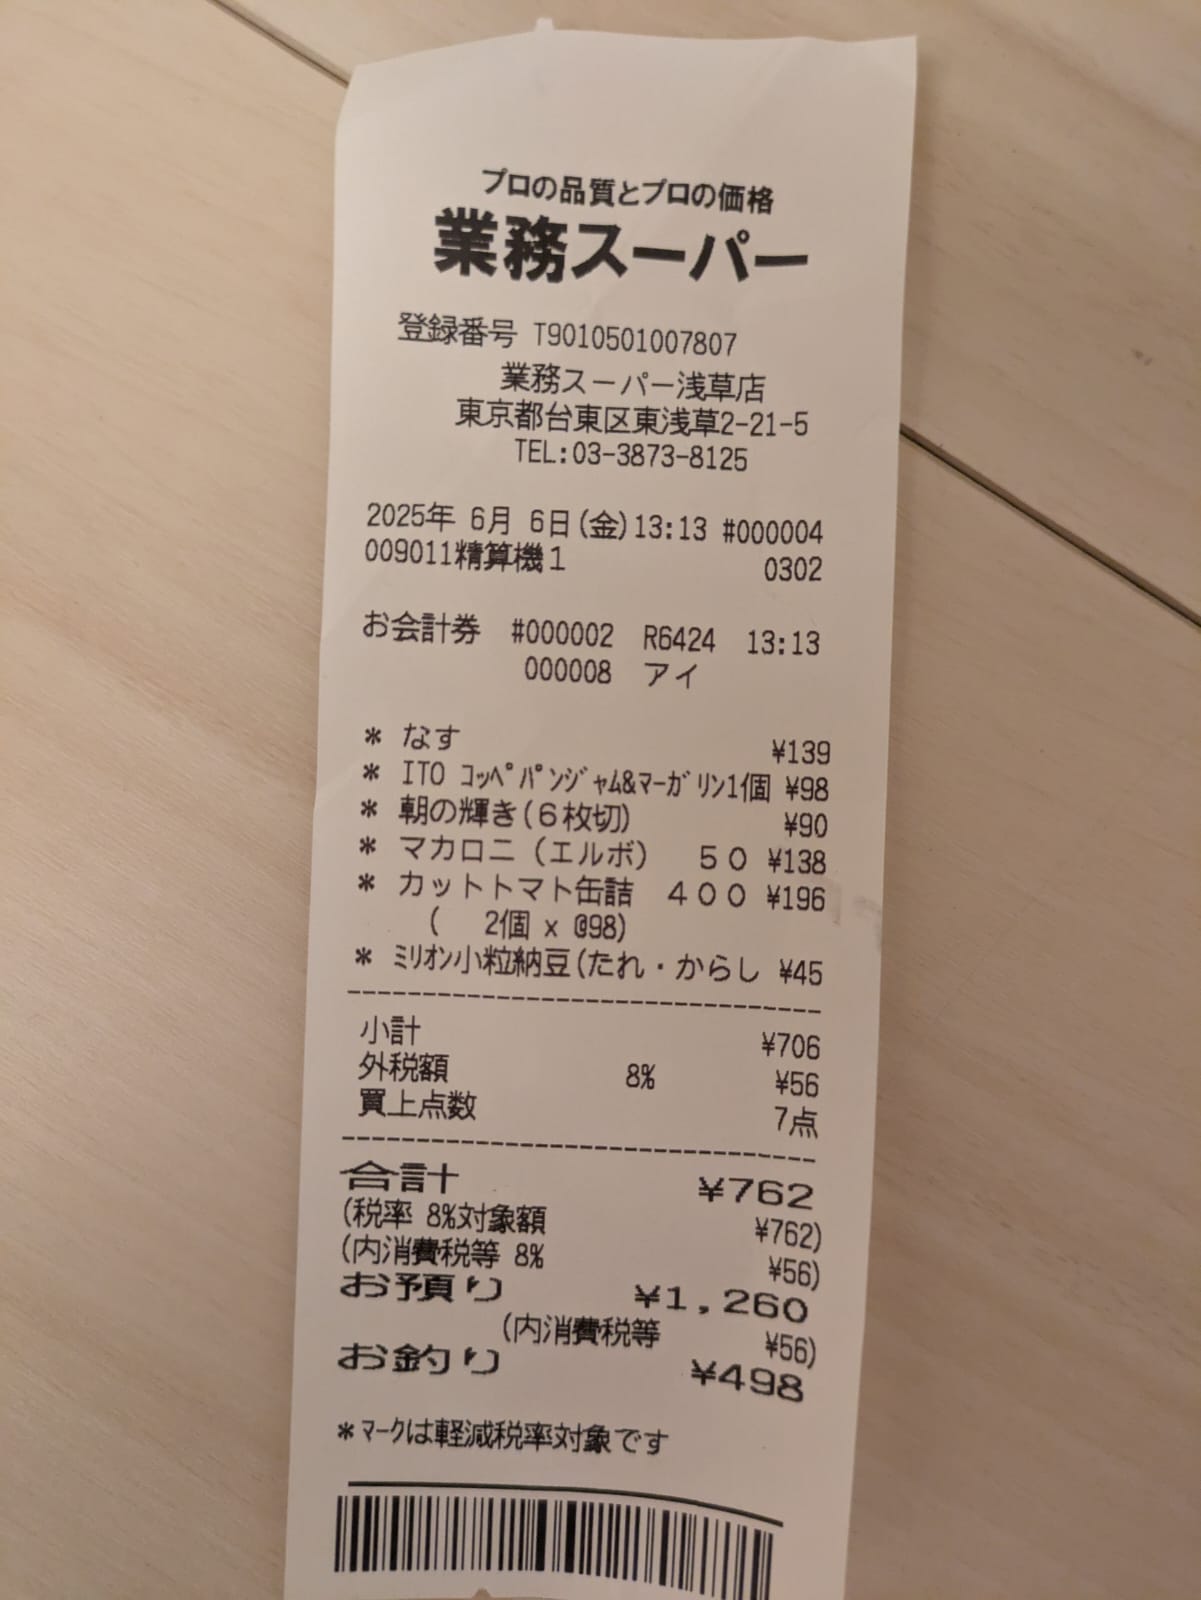 プロの品質とプロの価格
業務スーパー
登録番号 T9010501007807
業務スーパー浅草店
東京都台東区東浅草2-21-5
TEL:03-3873-8125
2025年 6月 6日(金)13:13 #000004
009011精算機1 0302
お会計券 #000002 R6424 13:13
000008 アイ
* なす ¥139
* ITO コッペパンジャム&マーガリン1個 ¥98
* 朝の輝き(6枚切) ¥90
* マカロニ(エルボ) 50 ¥138
* カットトマト缶詰 400 ¥196
( 2個 x @98)
* ミリオン小粒納豆(たれ・からし ¥45
小計 ¥706
外税額 8% ¥56
買上点数 7点
合計 ¥762
(税率 8%対象額 ¥762)
(内消費税等 8% ¥56)
お預り ¥1,260
(内消費税等 ¥56)
お釣り ¥498
*マークは軽減税率対象です